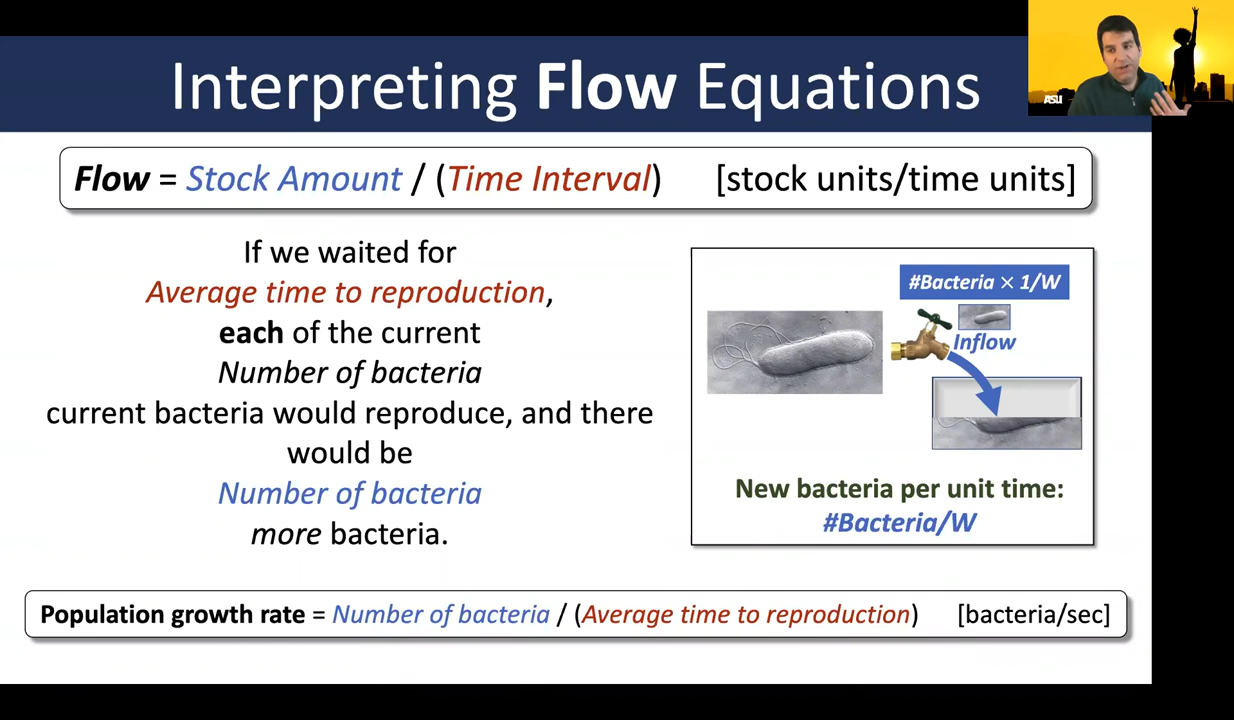 Interpreting Flow Equations
ASU
Flow = Stock Amount / (Time Interval) [stock units/time units]
If we waited for
Average time to reproduction,
each of the current
Number of bacteria
current bacteria would reproduce, and there
would be
Number of bacteria
more bacteria.
#Bacteria × 1/W
Inflow
New bacteria per unit time:
#Bacteria/W
Population growth rate = Number of bacteria / (Average time to reproduction) [bacteria/sec]